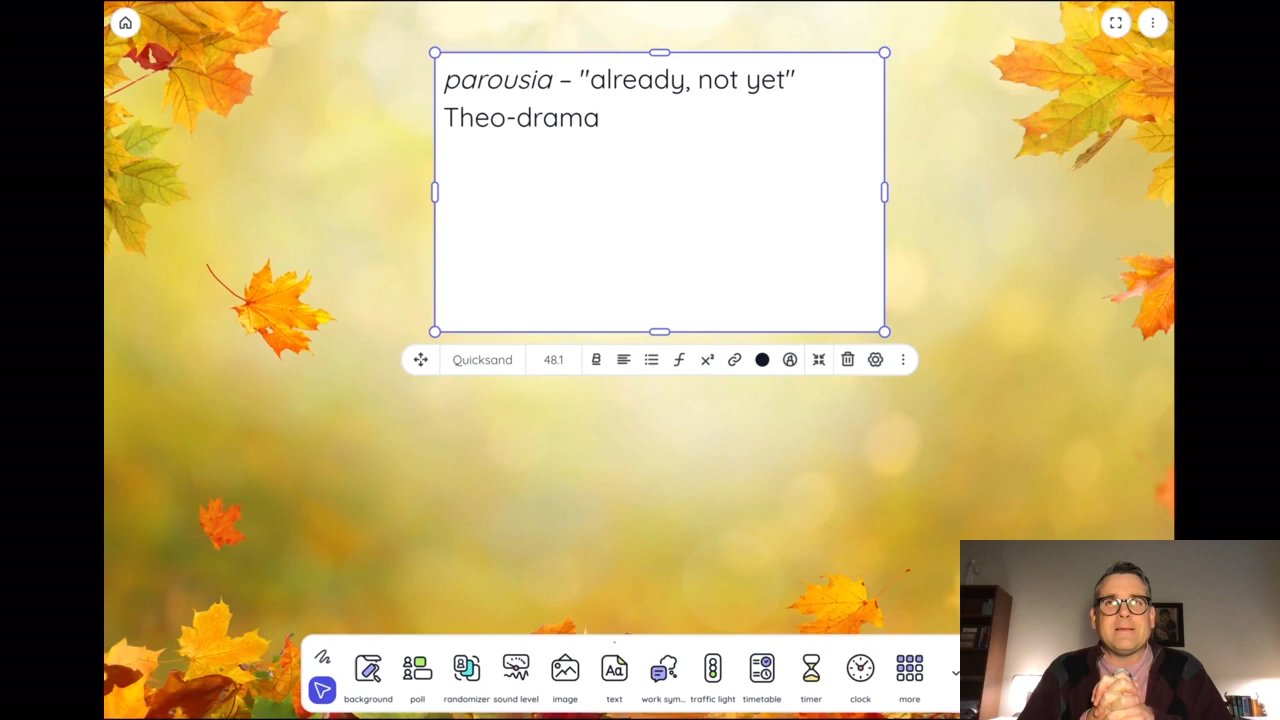 parousia – "already, not yet"
Theo-drama
Quicksand 48.1
background poll randomizer sound level image text work sym... traffic light timetable timer clock more